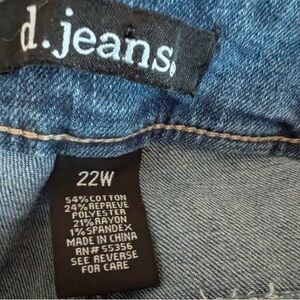 d.jeans.
22W
54% COTTON
24% REPREVE
POLYESTER
21% RAYON
1% SPANDEX
MADE IN CHINA
RN# 55356
SEE REVERSE
FOR CARE